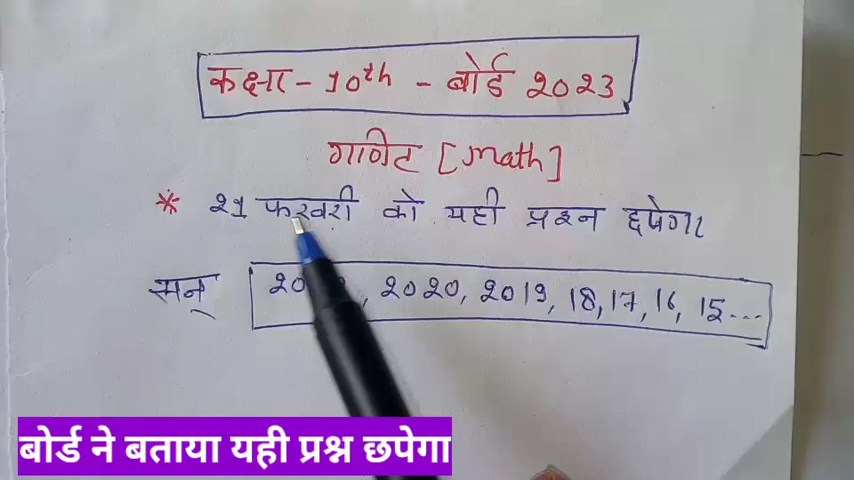 कक्षा - 10th - बोर्ड 2023
गणित [Math]
* 21 फरवरी को यही प्रश्न छपेगा
सन् , 2020, 2019, 18, 17, 16, 15...
बोर्ड ने बताया यही प्रश्न छपेगा